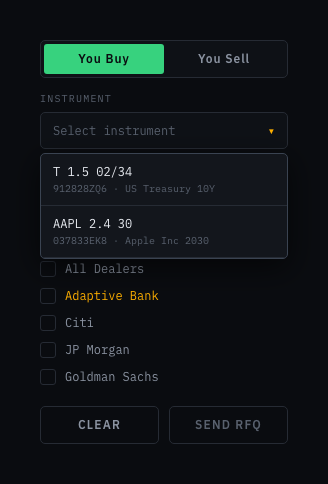 You Buy You Sell
INSTRUMENT
Select instrument ▾
T 1.5 02/34
912828ZQ6 · US Treasury 10Y
AAPL 2.4 30
037833EK8 · Apple Inc 2030
All Dealers
Adaptive Bank
Citi
JP Morgan
Goldman Sachs
CLEAR SEND RFQ